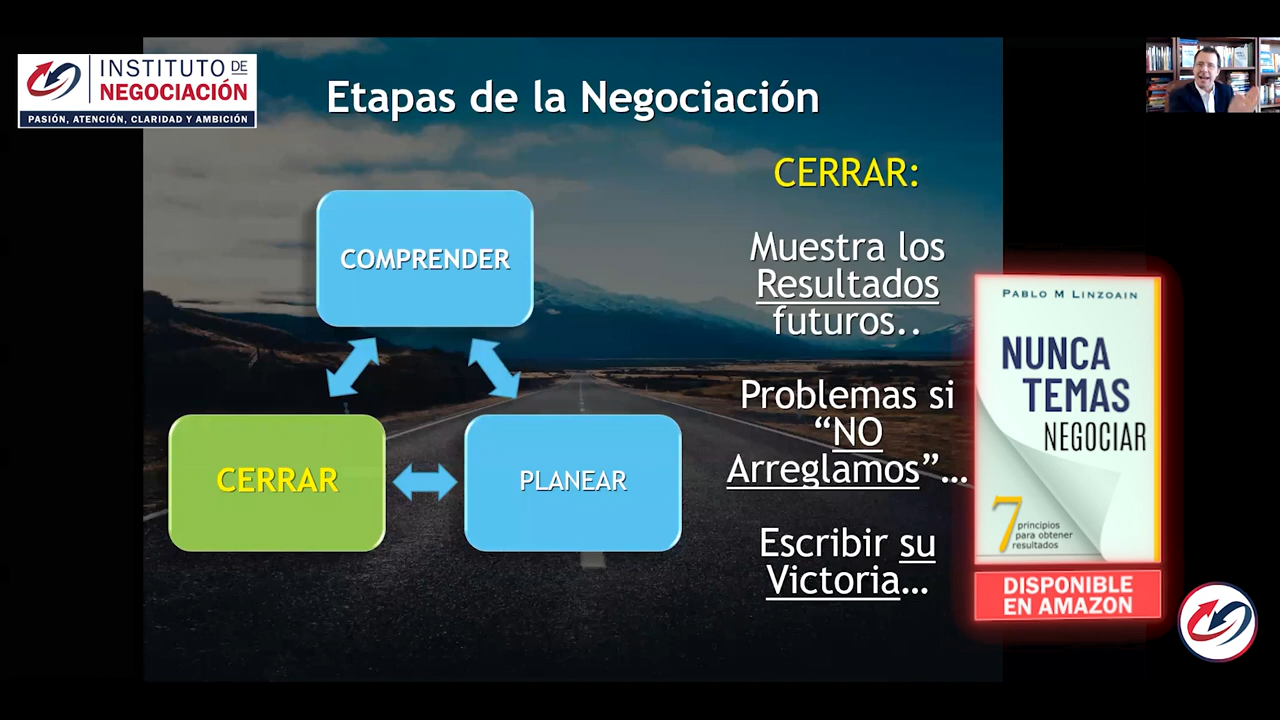 INSTITUTO DE
NEGOCIACIÓN
PASIÓN, ATENCIÓN, CLARIDAD Y AMBICIÓN
Etapas de la Negociación
COMPRENDER
CERRAR
PLANEAR
CERRAR:
Muestra los
Resultados
futuros..
Problemas si
“NO
Arreglamos”…
Escribir su
Victoria…
PABLO M LINZOAIN
NUNCA
TEMAS
NEGOCIAR
7 principios
para obtener
resultados
DISPONIBLE
EN AMAZON